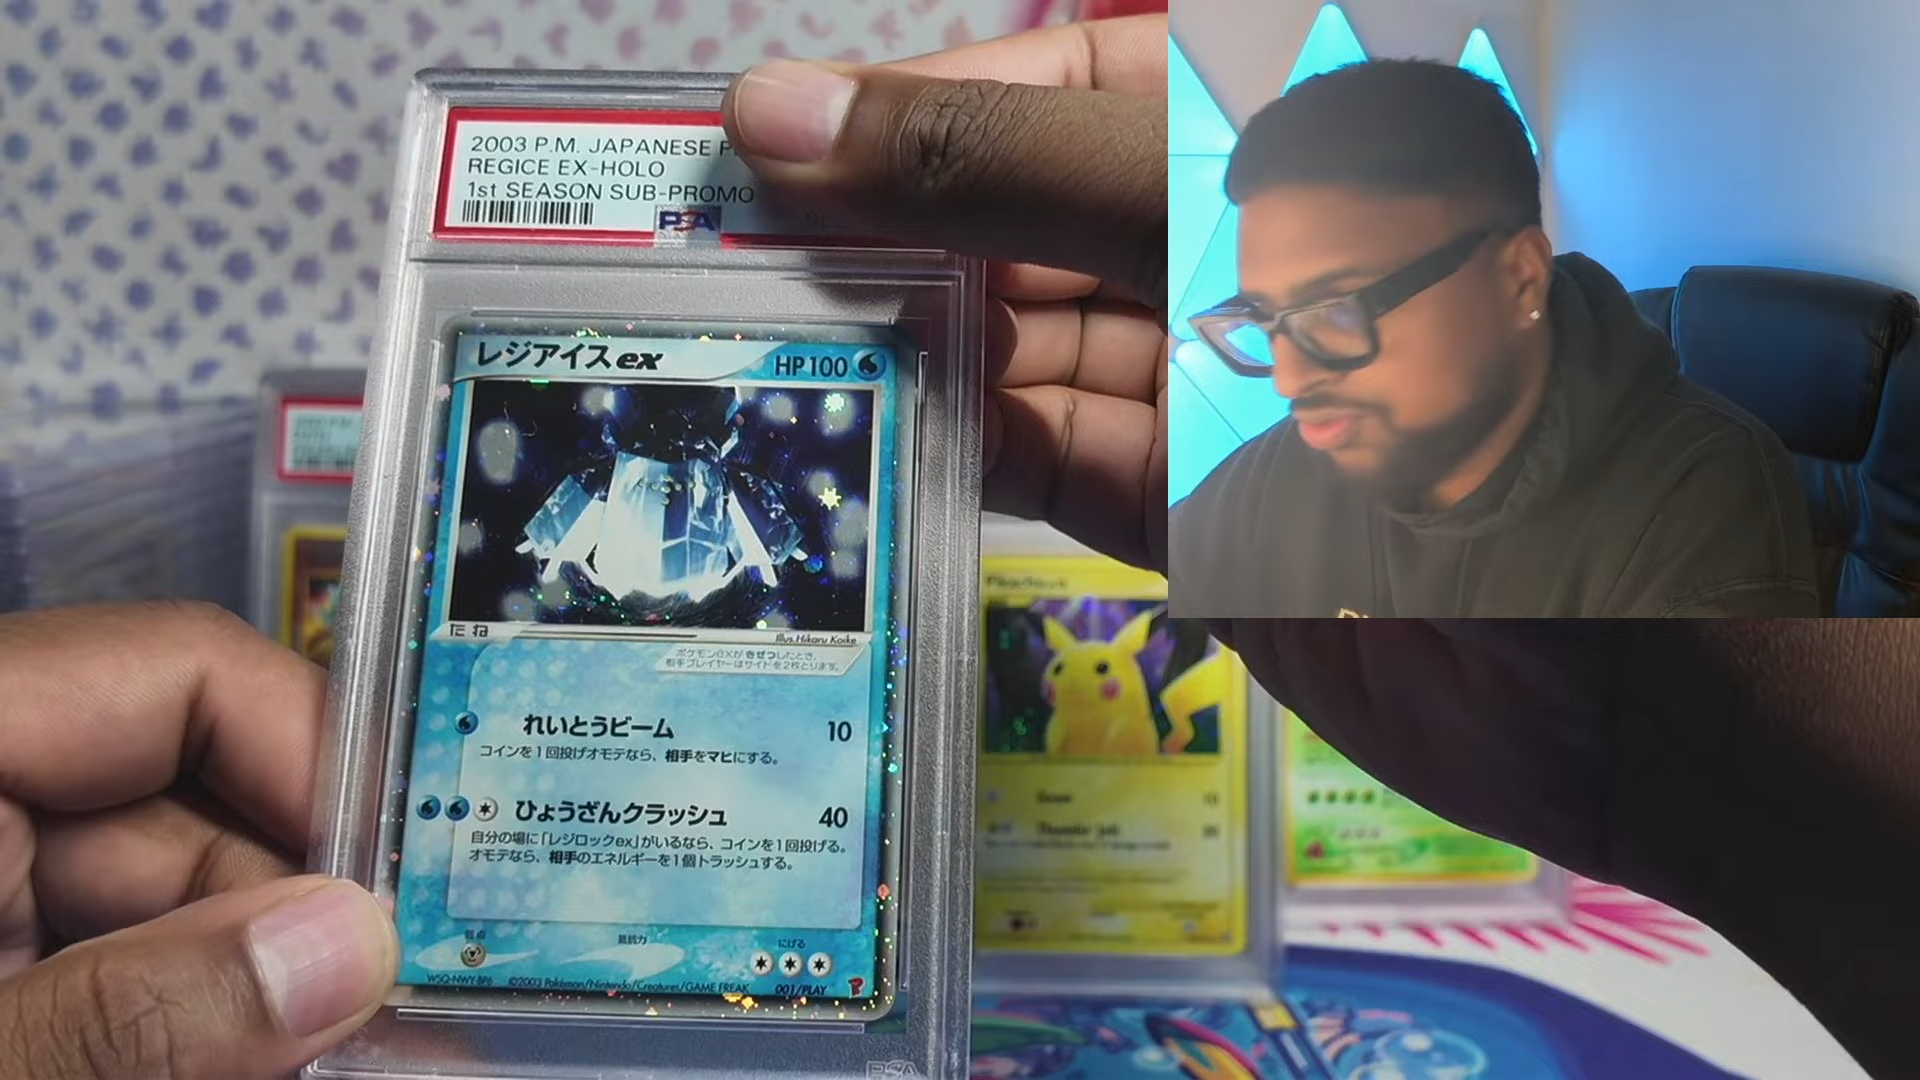 2003 P.M. JAPANESE P
REGICE EX-HOLO
1st SEASON SUB-PROMO
PSA
レジアイスex
HP100
たね
Illus.Hikaru Koike
ポケモンexがきぜつしたとき、
相手プレイヤーはサイドを2枚とります。
れいとうビーム 10
コインを1回投げオモテなら、相手をマヒにする。
ひょうざんクラッシュ 40
自分の場に「レジロックex」がいるなら、コインを1回投げる。
オモテなら、相手のエネルギーを1個トラッシュする。
弱点
抵抗力
にげる
WSQ-NWY-8P6
©2003 Pokémon/Nintendo/Creatures/GAME FREAK
001/PLAY
PSA
Pikachu